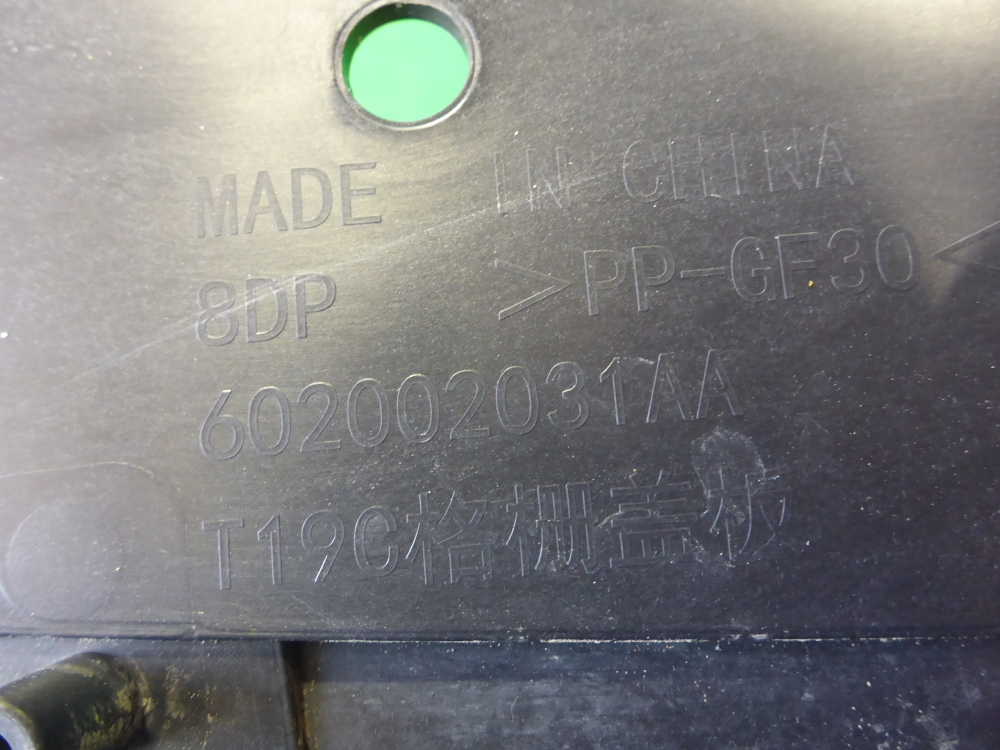 MADE IN CHINA
8DP >PP-GF30<
602002031AA
T19C格栅盖板